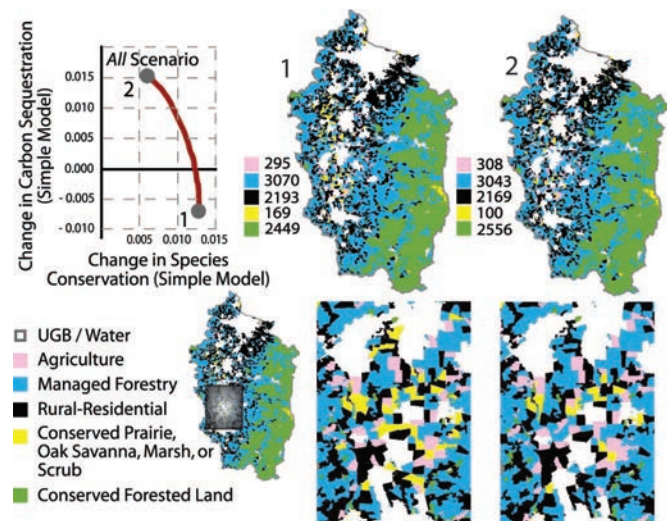 All Scenario
2
1
0.015
0.010
0.005
0.000
- 0.005
- 0.010
0.005
0.010
0.015
Change in Carbon Sequestration
(Simple Model)
Change in Species
Conservation (Simple Model)
1
295
3070
2193
169
2449
2
308
3043
2169
100
2556
UGB / Water
Agriculture
Managed Forestry
Rural-Residential
Conserved Prairie,
Oak Savanna, Marsh, or
Scrub
Conserved Forested Land